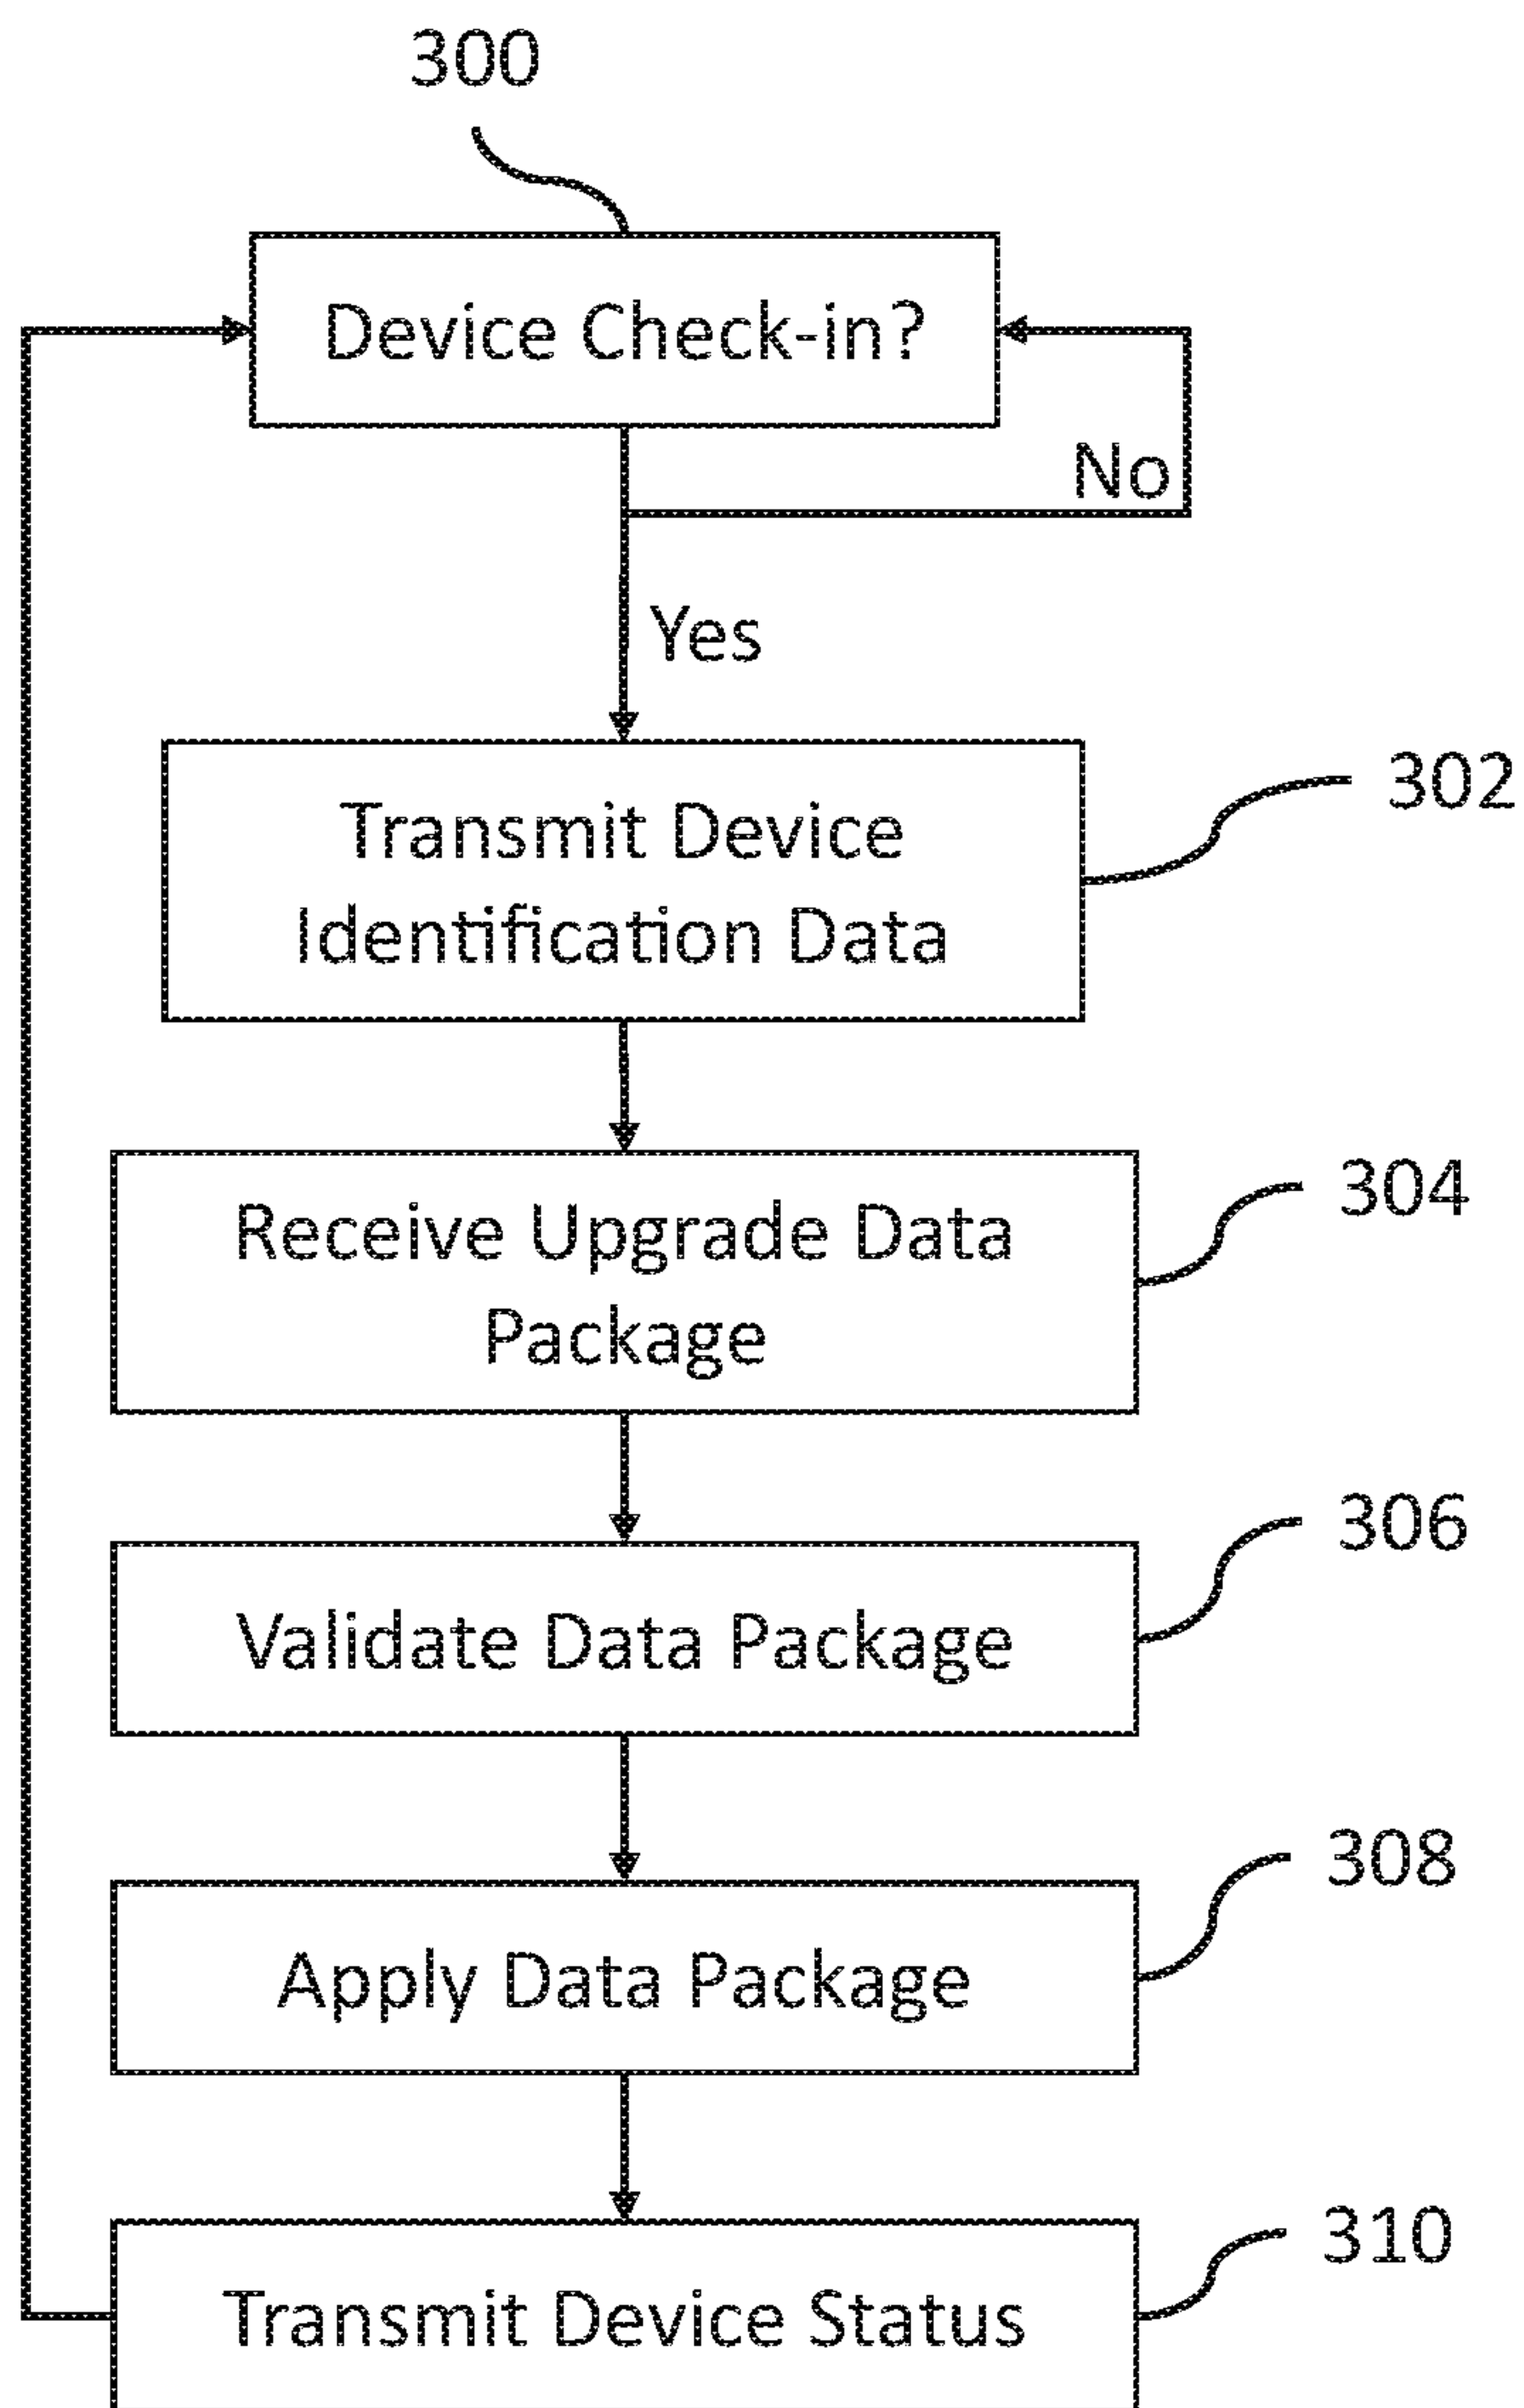 300
Device Check-in?
No
Yes
Transmit Device
Identification Data
302
Receive Upgrade Data
Package
304
Validate Data Package
306
Apply Data Package
308
Transmit Device Status
310